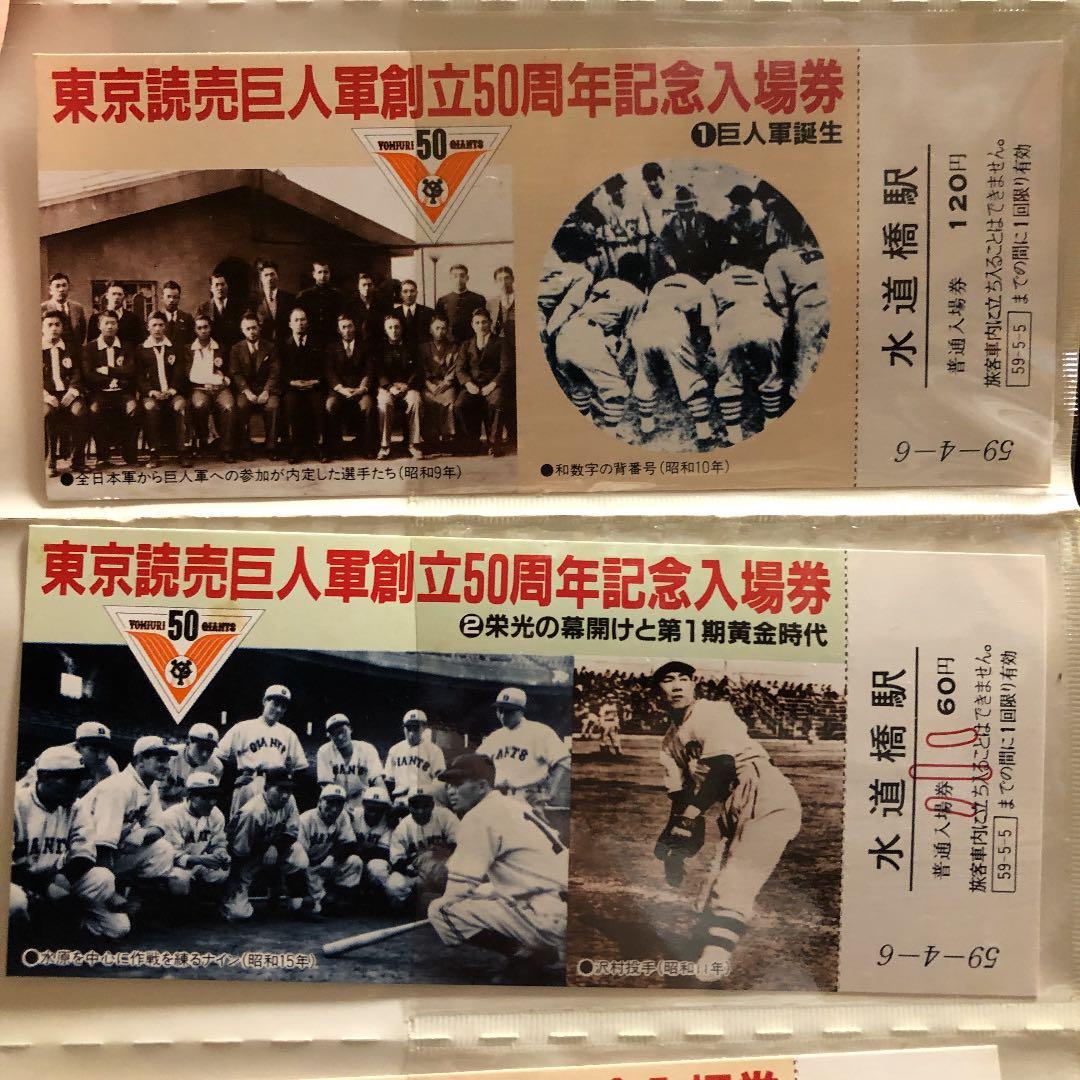 東京読売巨人軍創立50周年記念入場券
❶巨人軍誕生
YOMIURI 50 GIANTS
●全日本軍から巨人軍への参加が内定した選手たち(昭和9年)
●和数字の背番号(昭和10年)
水道橋駅
普通入場券 120円
旅客車内に立ち入ることはできません。
59-5-5までの間に1回限り有効
59-4-6
東京読売巨人軍創立50周年記念入場券
②栄光の幕開けと第1期黄金時代
YOMIURI 50 GIANTS
GIANTS
GIANTS
GIANTS
GIANTS
●水原を中心に作戦を練るナイン(昭和15年)
●沢村投手(昭和11年)
水道橋駅
普通入場券 60円
小
旅客車内に立ち入ることはできません。
59-5-5までの間に1回限り有効
59-4-6